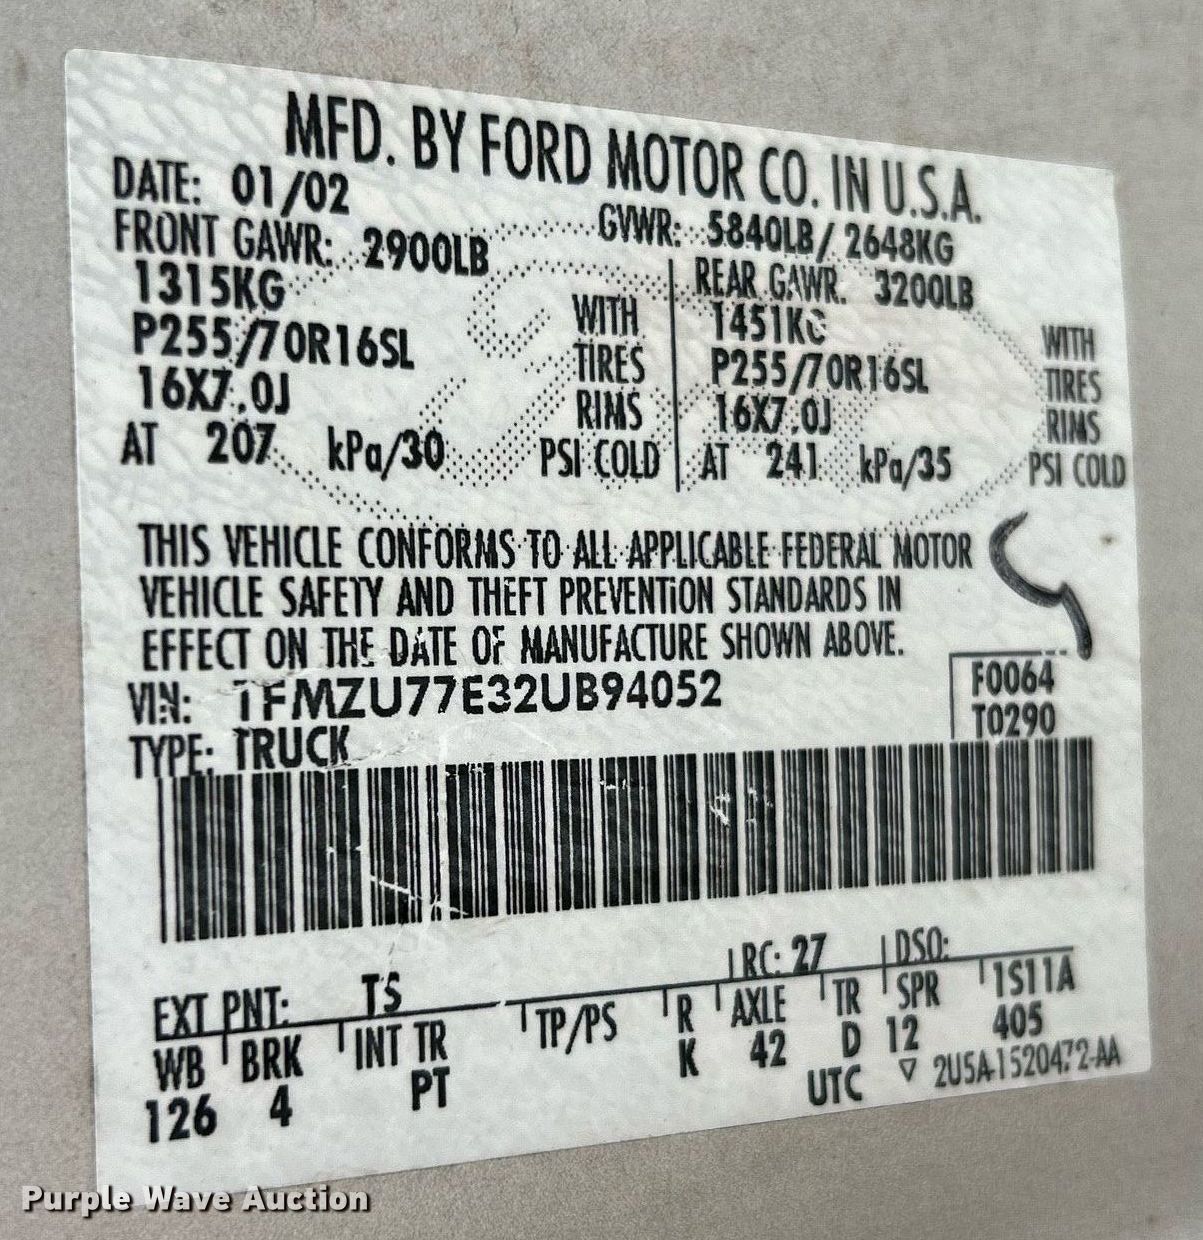 MFD. BY FORD MOTOR CO. IN U.S.A.
DATE: 01/02 GVWR: 5840LB/ 2648KG
FRONT GAWR: 2900LB REAR GAWR. 3200LB
1315KG WITH 1451KG WITH
P255/70R16SL TIRES P255/70R16SL TIRES
16X7.0J RIMS 16X7.0J RIMS
AT 207 kPa/30 PSI COLD AT 241 kPa/35 PSI COLD
THIS VEHICLE CONFORMS TO ALL APPLICABLE FEDERAL MOTOR
VEHICLE SAFETY AND THEFT PREVENTION STANDARDS IN
EFFECT ON THE DATE OF MANUFACTURE SHOWN ABOVE.
VIN: 1FMZU77E32UB94052 F0064
TYPE: TRUCK T0290
EXT PNT: TS RC: 27 DSO:
WB BRK INT TR TP/PS R AXLE TR SPR 1S11A
126 4 PT K 42 D 12 405
UTC ▽ 2U5A-1520472-AA
Purple Wave Auction